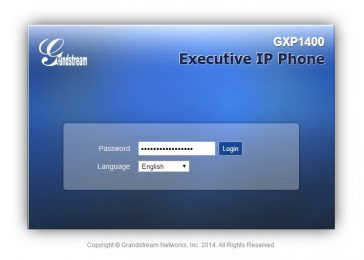 Grandstream
GXP1400
Executive IP Phone
Password ••••••••••••••••• Login
Language English
Copyright © Grandstream Networks, Inc. 2014. All Rights Reserved.